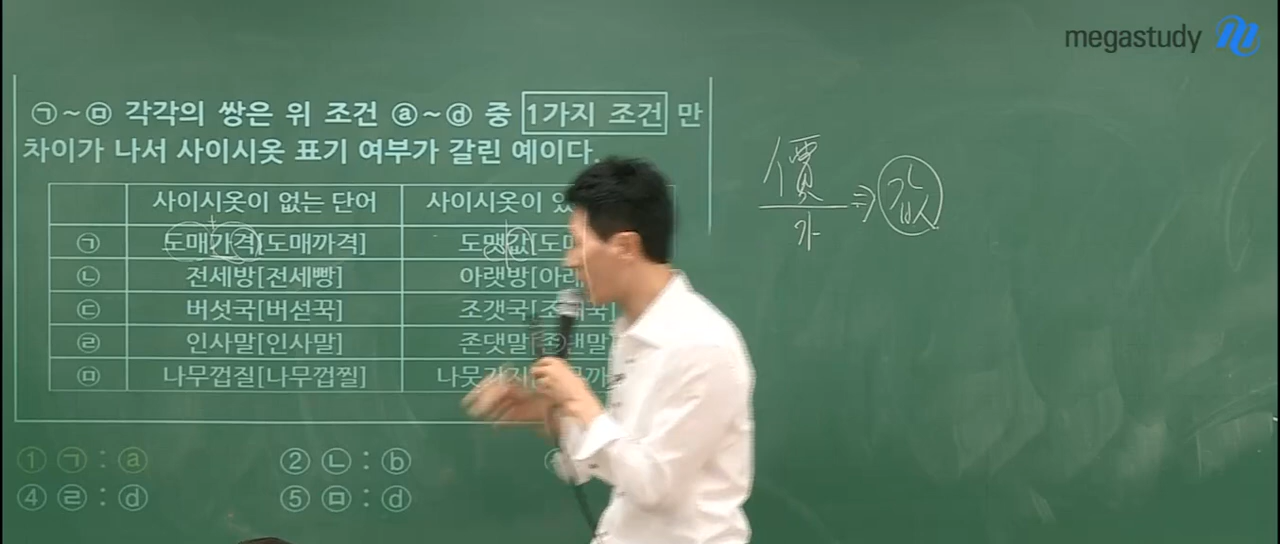 megastudy
㉠~㉤ 각각의 쌍은 위 조건 ⓐ~ⓓ 중 1가지 조건 만
차이가 나서 사이시옷 표기 여부가 갈린 예이다.
사이시옷이 없는 단어 사이시옷이
㉠ 도매가격[도매까격] 도맷값
㉡ 전세방[전세빵] 아랫방
㉢ 버섯국[버섣꾹] 조갯국
㉣ 인사말[인사말] 존댓말[존댄말]
㉤ 나무껍질[나무껍찔]
① ㉠ : ⓐ ② ㉡ : ⓑ
④ ㉣ : ⓓ ⑤ ㉤ : ⓓ
價 ⇒ 값
가